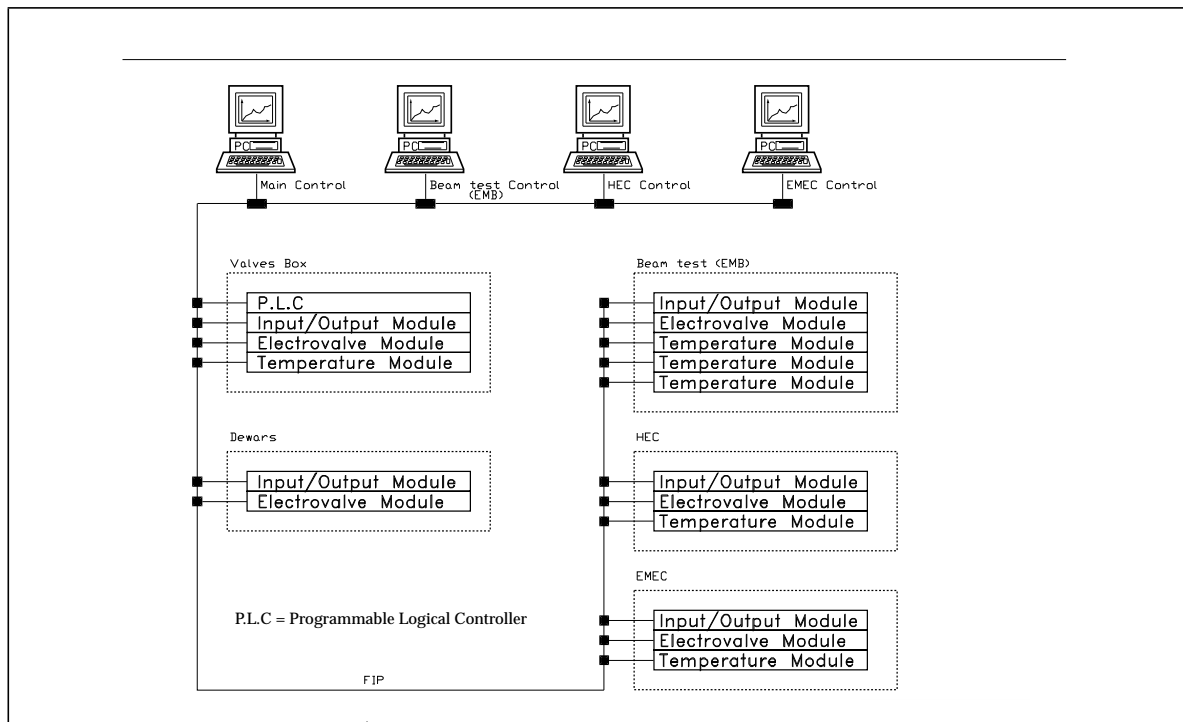 PC
PC
PC
PC
Main Control
Beam test Control
(EMB)
HEC Control
EMEC Control
Valves Box
P.L.C
Input/Output Module
Electrovalve Module
Temperature Module
Dewars
Input/Output Module
Electrovalve Module
Beam test (EMB)
Input/Output Module
Electrovalve Module
Temperature Module
Temperature Module
Temperature Module
HEC
Input/Output Module
Electrovalve Module
Temperature Module
EMEC
Input/Output Module
Electrovalve Module
Temperature Module
P.L.C = Programmable Logical Controller
FIP